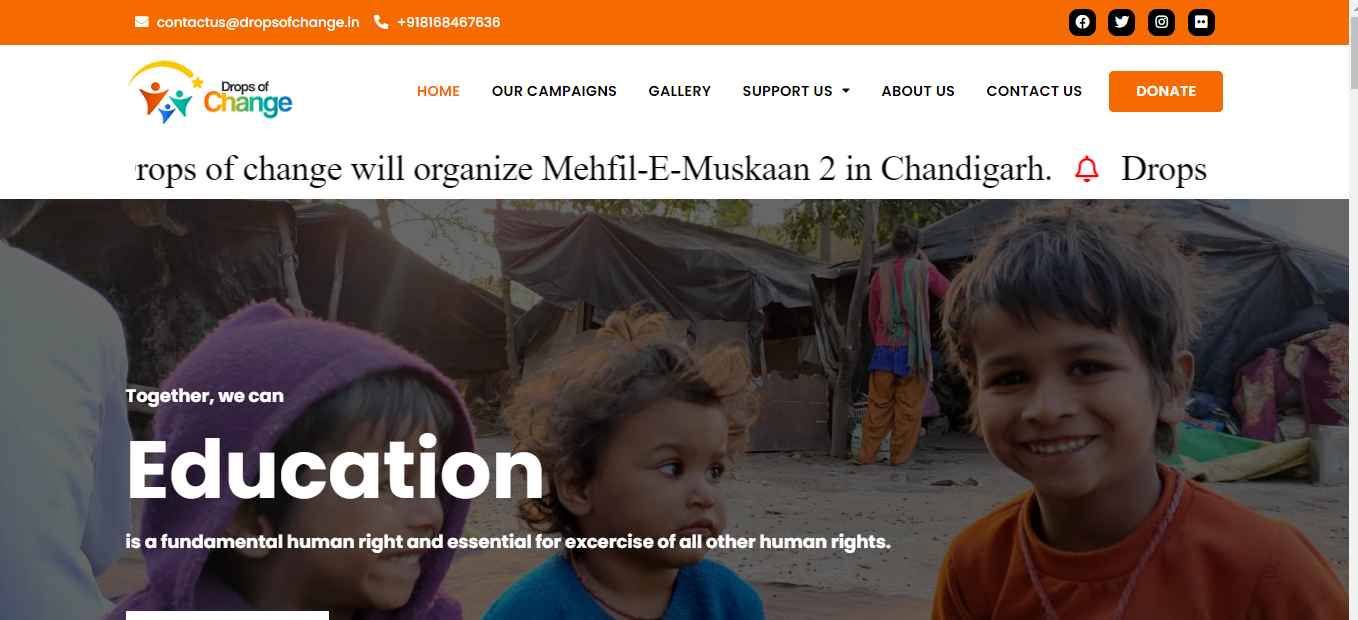 contactus@dropsofchange.in +918168467636
Drops of
Change
HOME OUR CAMPAIGNS GALLERY SUPPORT US ABOUT US CONTACT US DONATE
rops of change will organize Mehfil-E-Muskaan 2 in Chandigarh. Drops
Together, we can
Education
is a fundamental human right and essential for excercise of all other human rights.